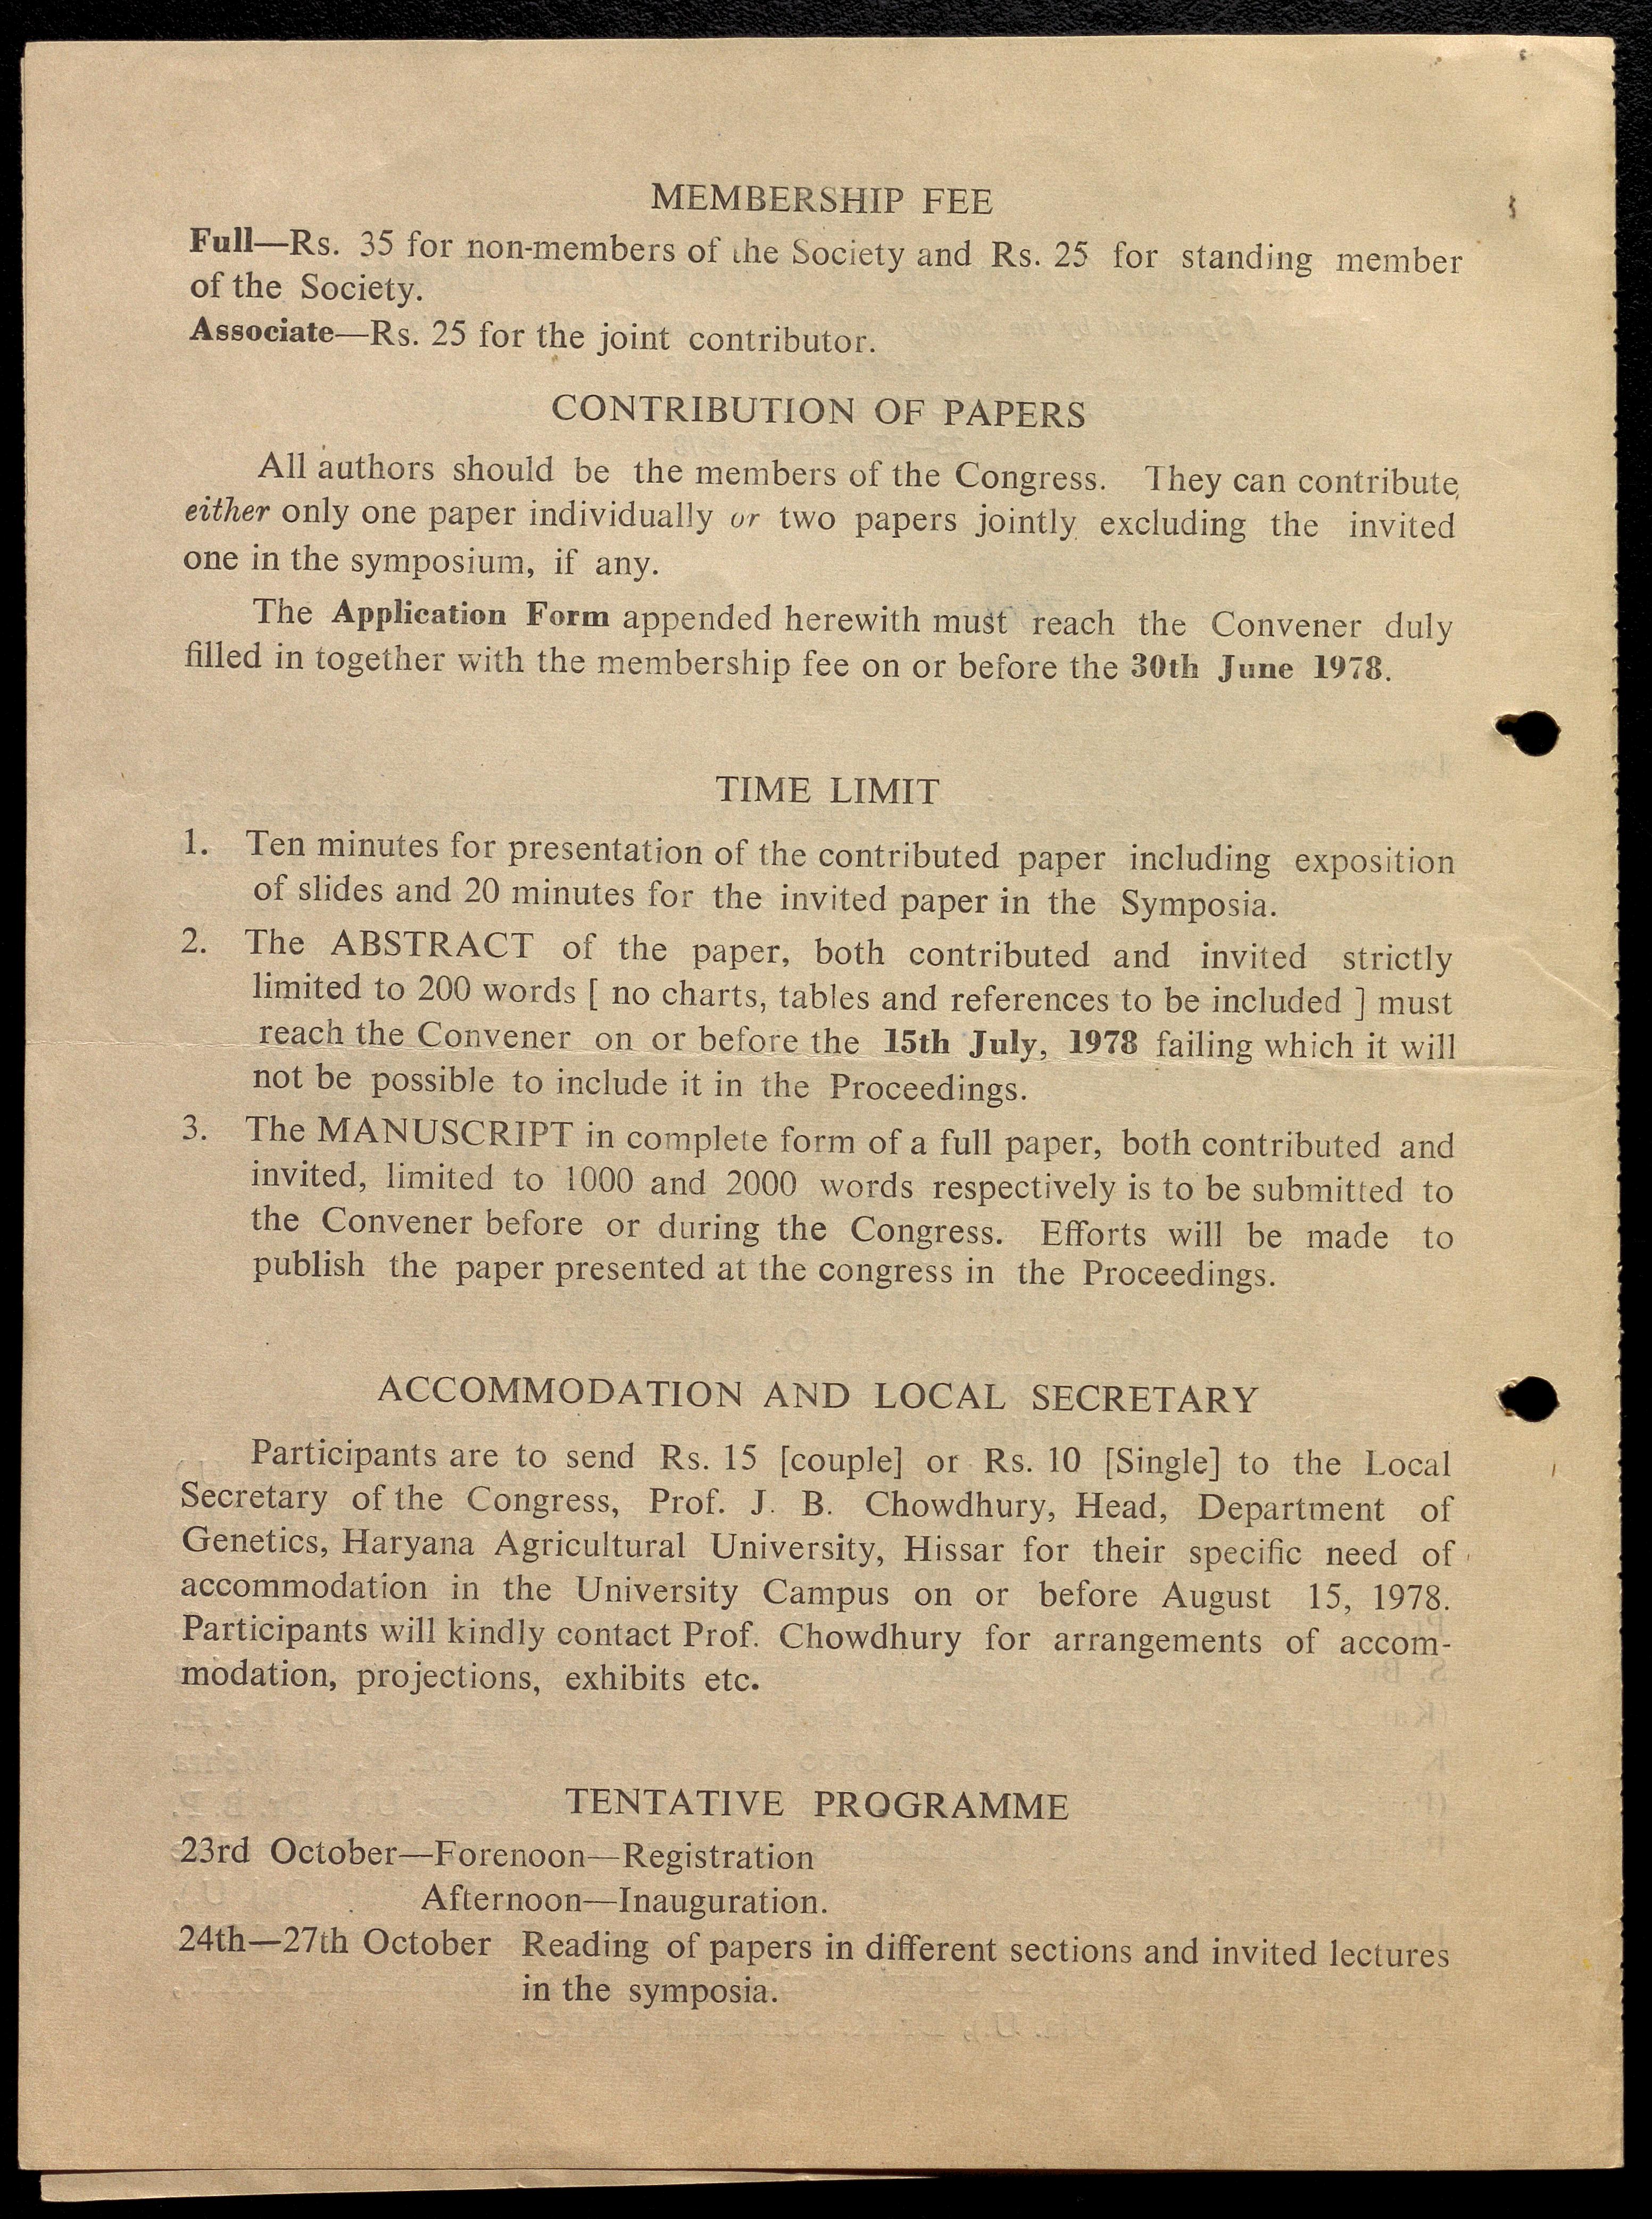 MEMBERSHIP FEE
Full—Rs. 35 for non-members of the Society and Rs. 25 for standing member
of the Society.
Associate—Rs. 25 for the joint contributor.
CONTRIBUTION OF PAPERS
All authors should be the members of the Congress. They can contribute
either only one paper individually or two papers jointly excluding the invited
one in the symposium, if any.
The Application Form appended herewith must reach the Convener duly
filled in together with the membership fee on or before the 30th June 1978.
TIME LIMIT
1. Ten minutes for presentation of the contributed paper including exposition
of slides and 20 minutes for the invited paper in the Symposia.
2. The ABSTRACT of the paper, both contributed and invited strictly
limited to 200 words [ no charts, tables and references to be included ] must
reach the Convener on or before the 15th July, 1978 failing which it will
not be possible to include it in the Proceedings.
3. The MANUSCRIPT in complete form of a full paper, both contributed and
invited, limited to 1000 and 2000 words respectively is to be submitted to
the Convener before or during the Congress. Efforts will be made to
publish the paper presented at the congress in the Proceedings.
ACCOMMODATION AND LOCAL SECRETARY
Participants are to send Rs. 15 [couple] or Rs. 10 [Single] to the Local
Secretary of the Congress, Prof. J. B. Chowdhury, Head, Department of
Genetics, Haryana Agricultural University, Hissar for their specific need of
accommodation in the University Campus on or before August 15, 1978.
Participants will kindly contact Prof. Chowdhury for arrangements of accom-
modation, projections, exhibits etc.
TENTATIVE PROGRAMME
23rd October—Forenoon—Registration
Afternoon—Inauguration.
24th—27th October Reading of papers in different sections and invited lectures
in the symposia.